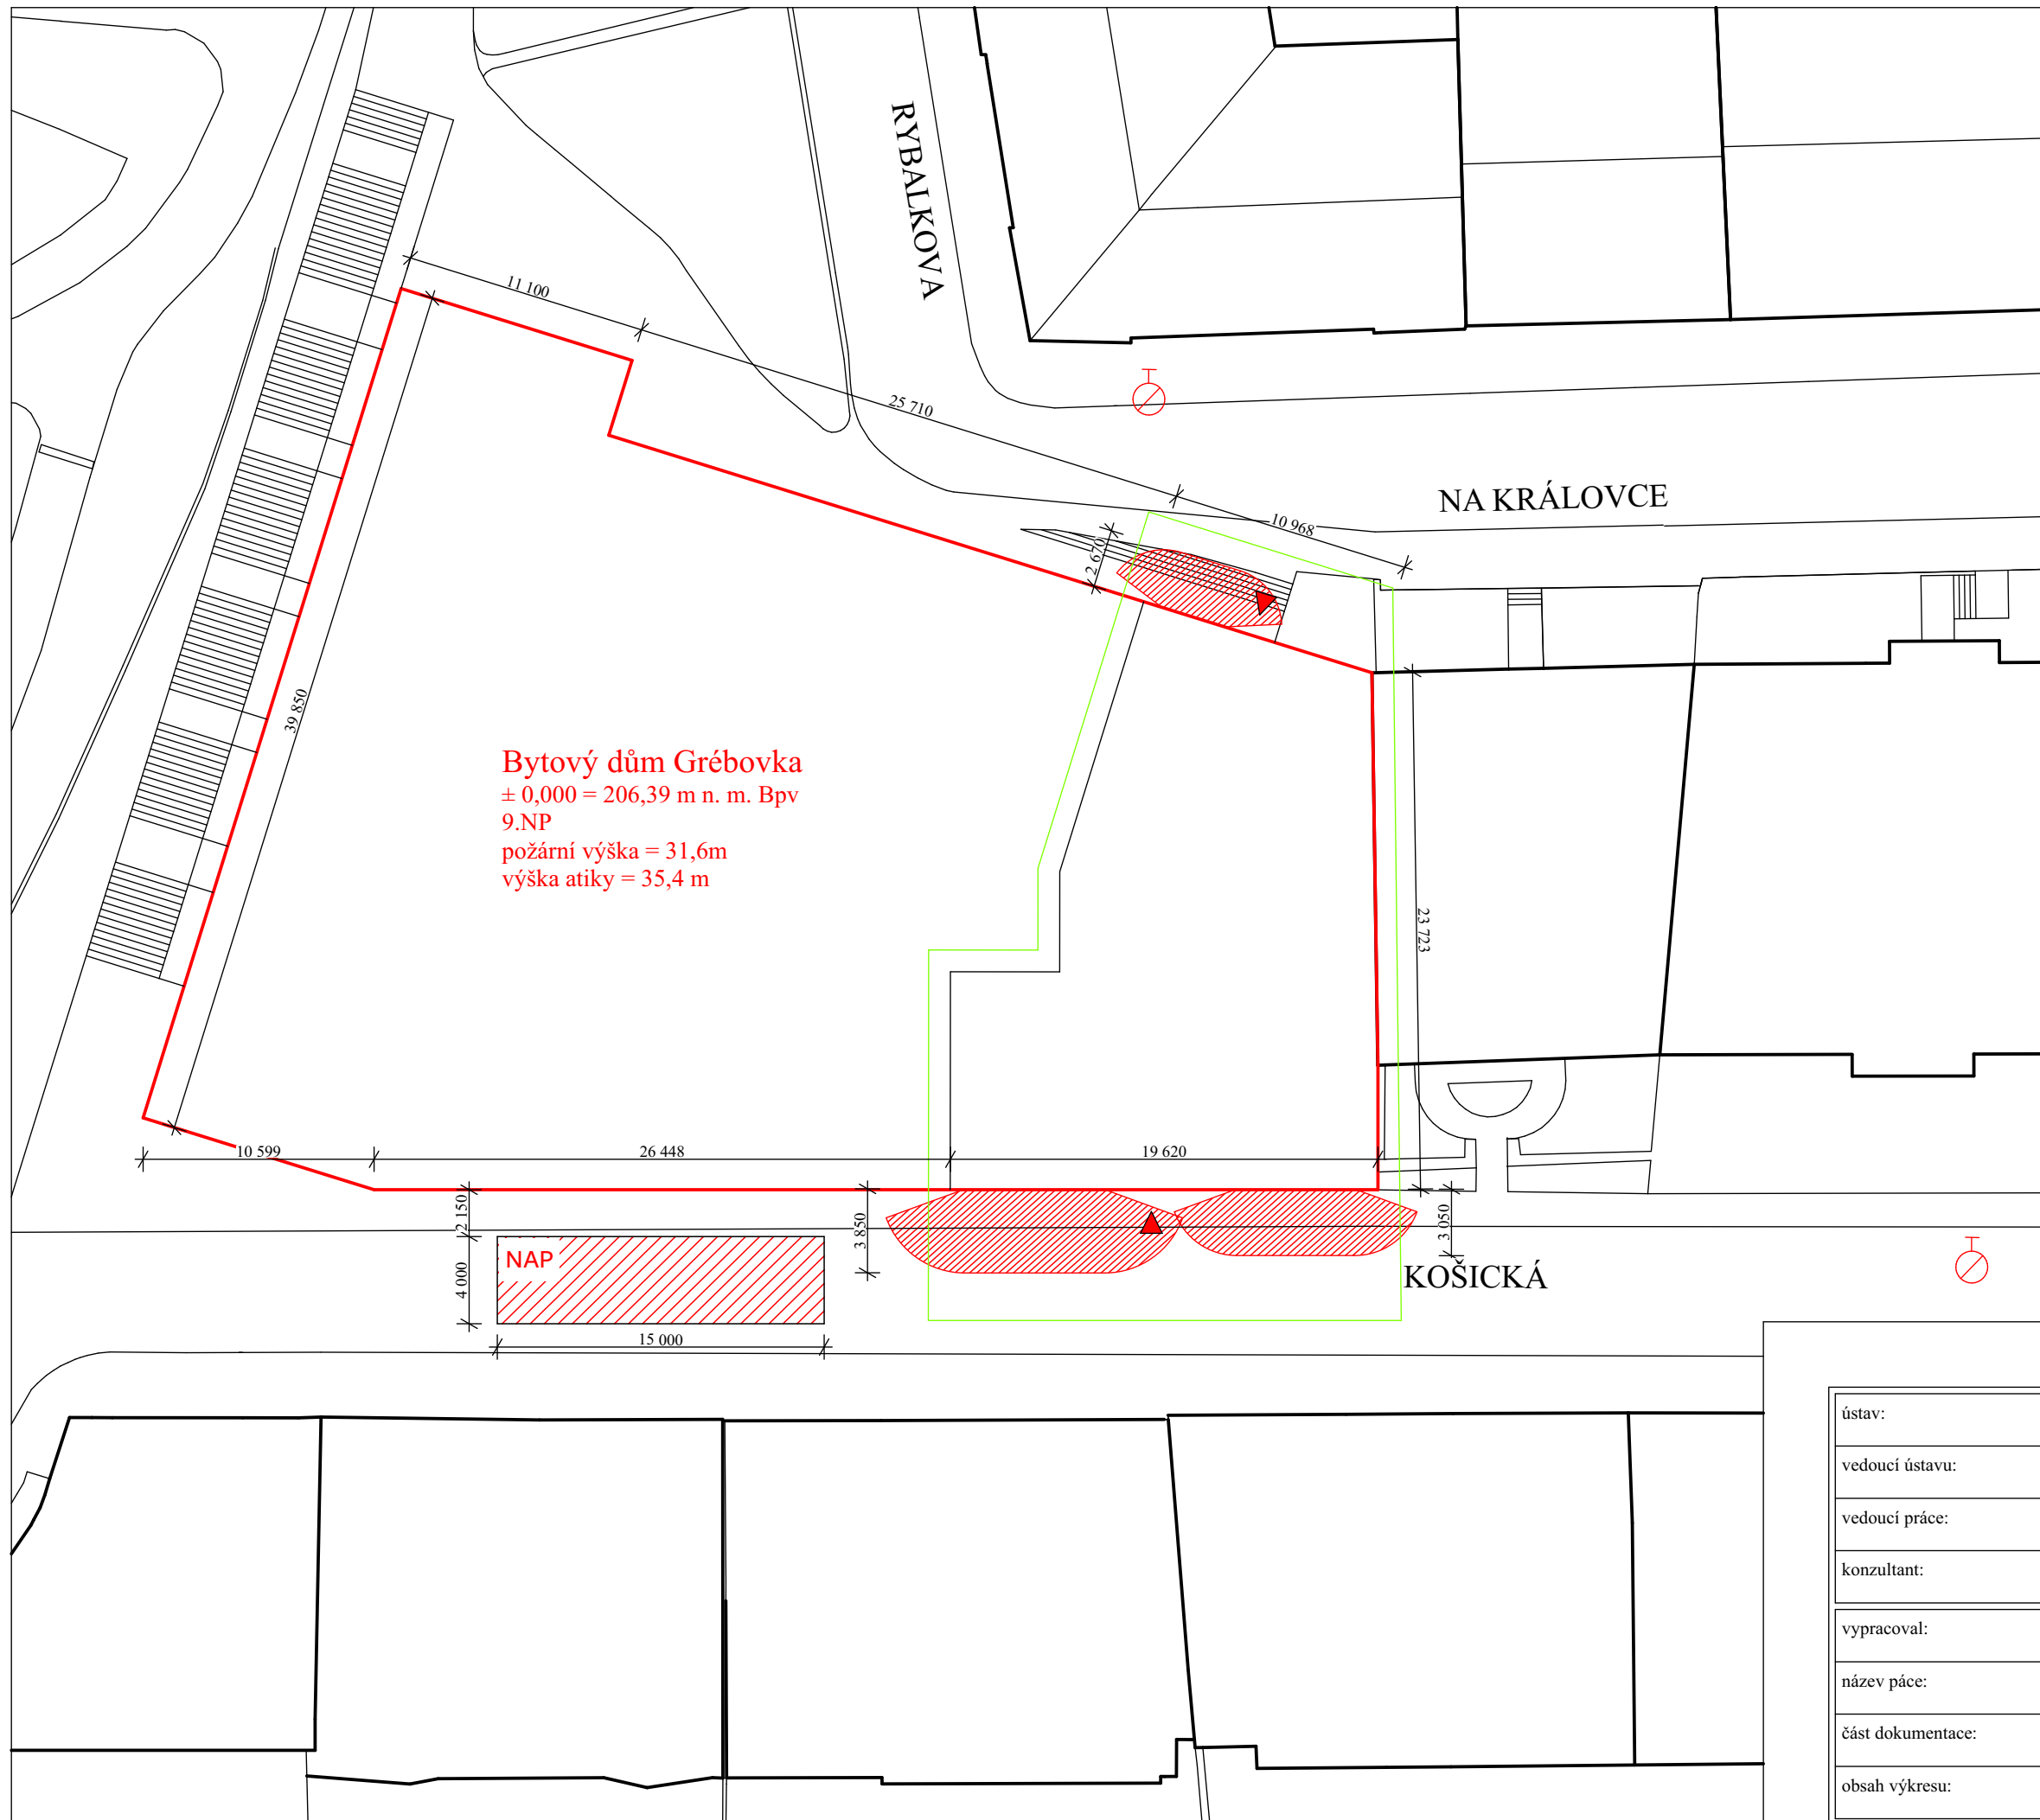 RYBALKOVA
11 100
25 710
NA KRÁLOVCE
10 968
2 670
39 850
Bytový dům Grébovka
± 0,000 = 206,39 m n. m. Bpv
9.NP
požární výška = 31,6m
výška atiky = 35,4 m
23 723
10 599
26 448
19 620
2 150
3 850
3 050
NAP
4 000
KOŠICKÁ
15 000
ústav:
vedoucí ústavu:
vedoucí práce:
konzultant:
vypracoval:
název páce:
část dokumentace:
obsah výkresu: